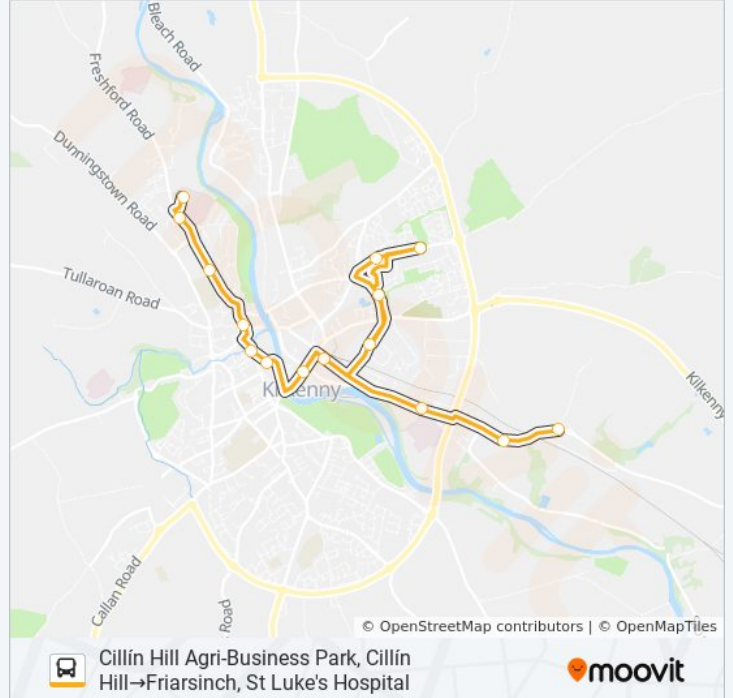 Bleach Road
Freshford Road
Dunningstown Road
Tullaroan Road
Kilkenny
Kilkenny
Callan Road
Road
© OpenStreetMap contributors | © OpenMapTiles
Cillín Hill Agri-Business Park, Cillín
Hill→Friarsinch, St Luke's Hospital
moovit